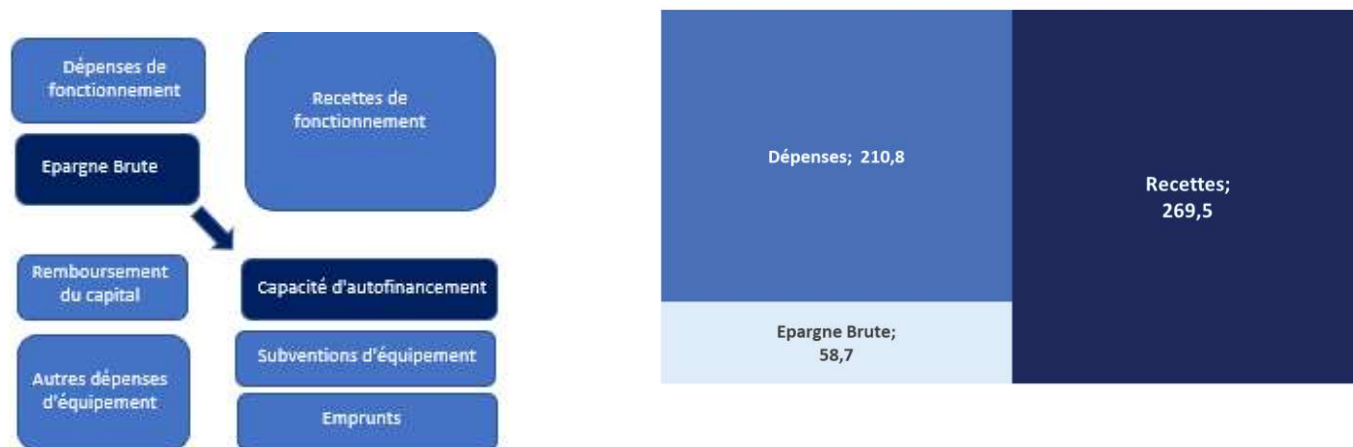 Dépenses de
fonctionnement
Recettes de
fonctionnement
Epargne Brute
Remboursement
du capital
Capacité d'autofinancement
Autres dépenses
d'équipement
Subventions d'équipement
Emprunts
Dépenses; 210,8
Recettes;
269,5
Epargne Brute;
58,7